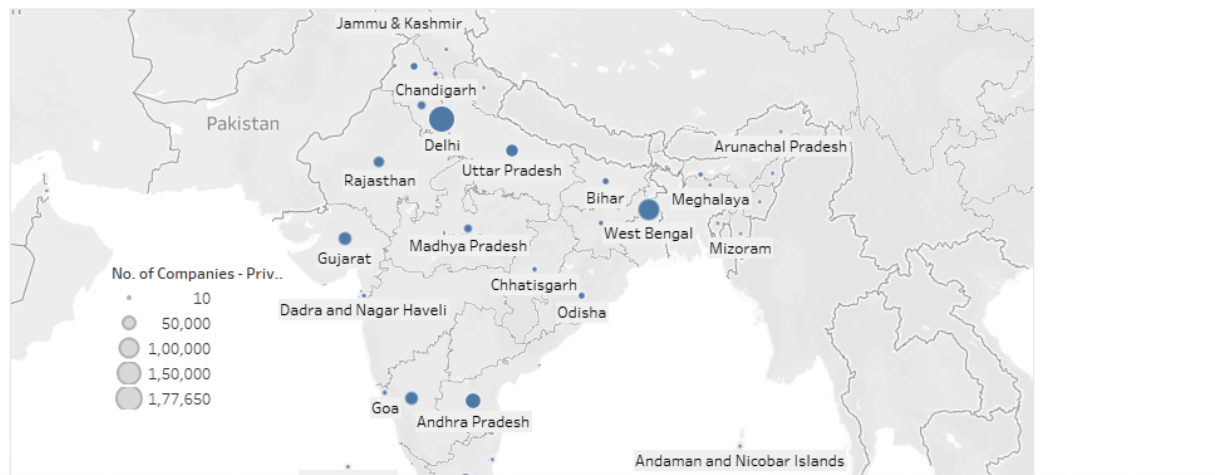 Jammu & Kashmir
Chandigarh
Pakistan
Delhi
Arunachal Pradesh
Uttar Pradesh
Rajasthan
Bihar
Meghalaya
West Bengal
Madhya Pradesh
Mizoram
Gujarat
No. of Companies - Priv..
Chhatisgarh
10
Dadra and Nagar Haveli
Odisha
50,000
1,00,000
1,50,000
1,77,650
Goa
Andhra Pradesh
Andaman and Nicobar Islands